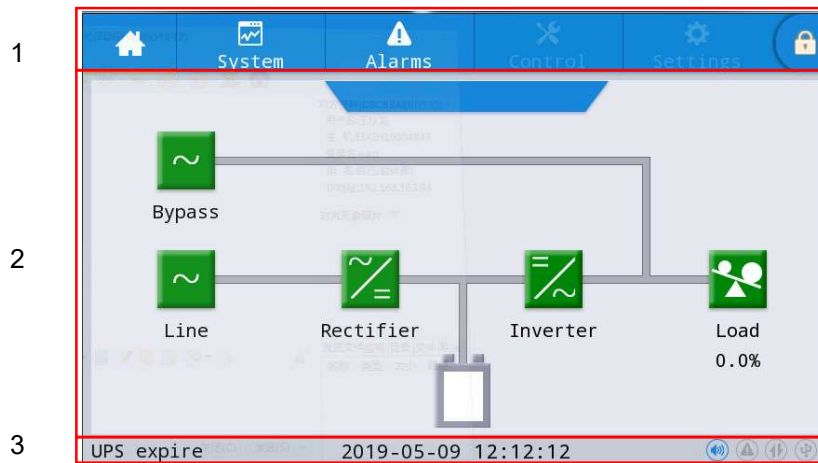 1
System
Alarms
Control
Settings
2
Bypass
Line
Rectifier
Inverter
Load
0.0%
3
UPS expire
2019-05-09 12:12:12